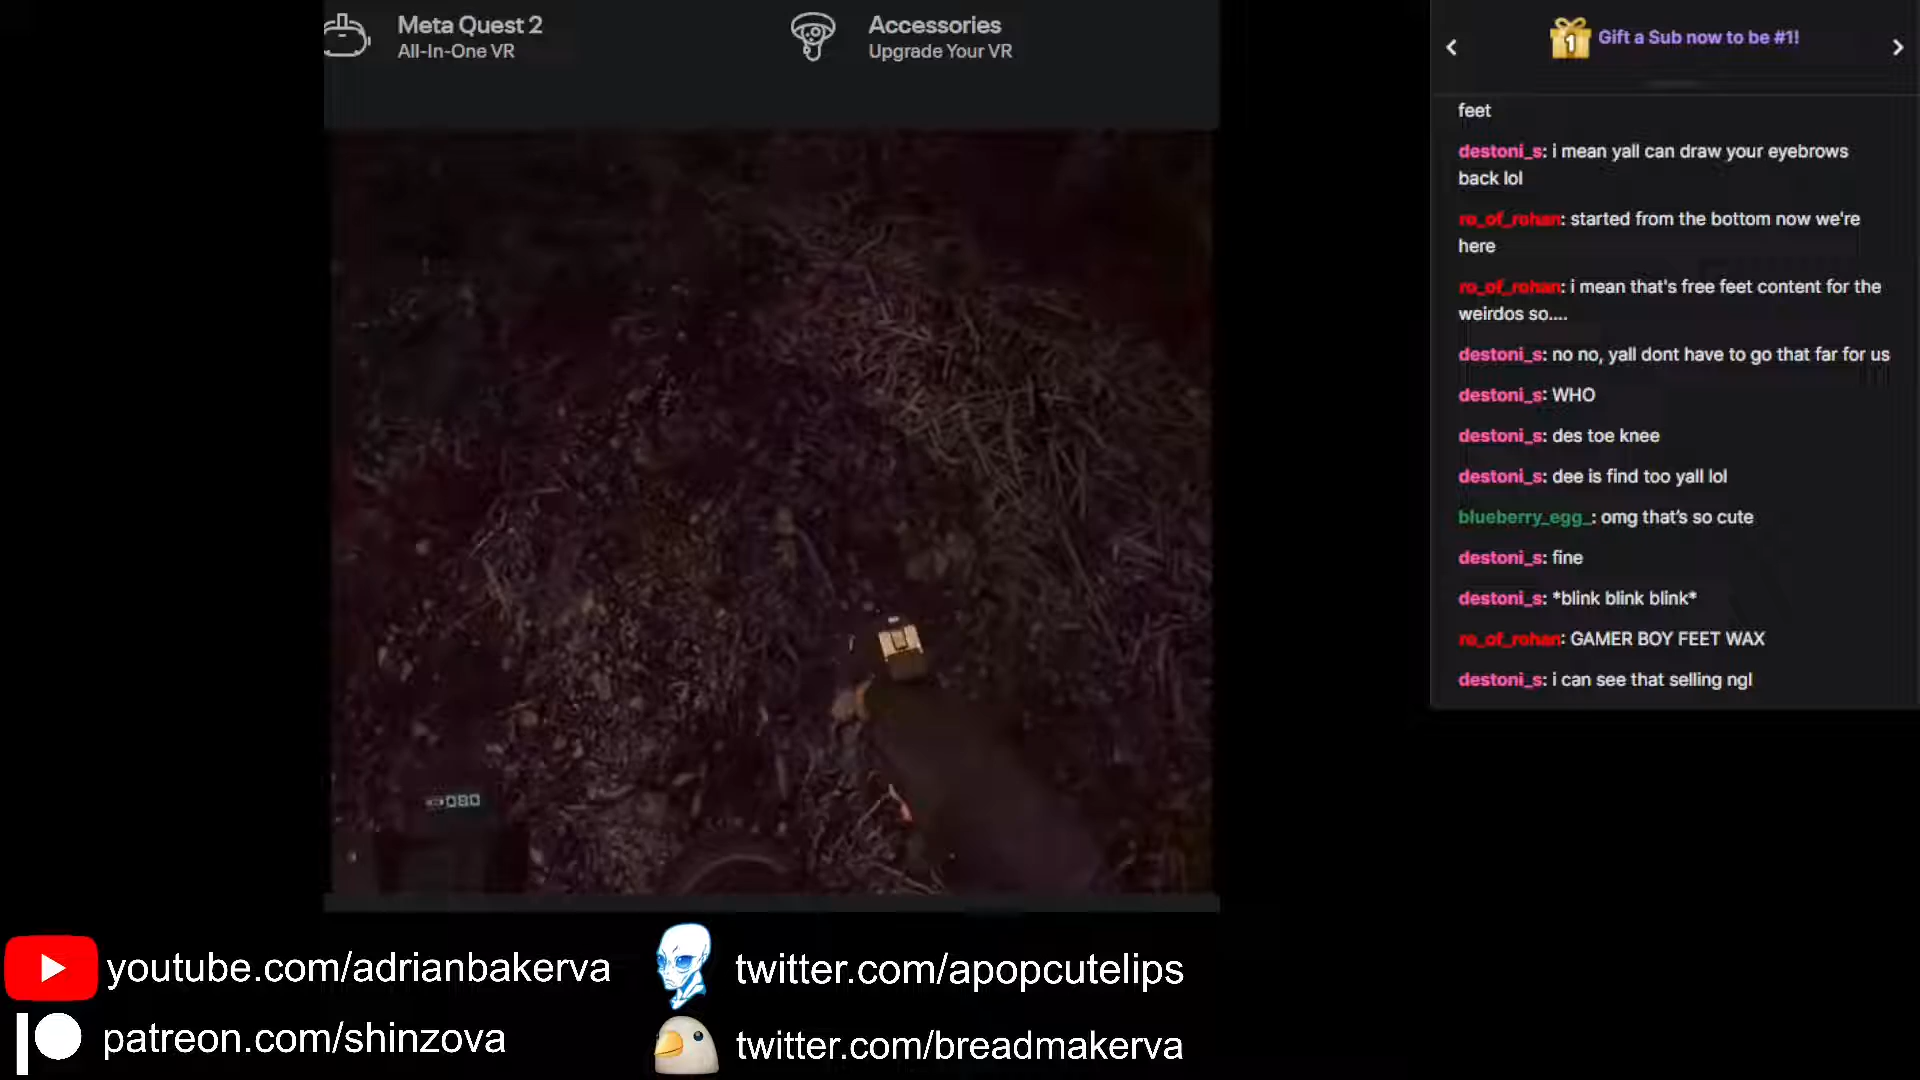 Meta Quest 2
All-In-One VR
Accessories
Upgrade Your VR
1
Gift a Sub now to be #1!
feet
destoni_s: i mean yall can draw your eyebrows
back lol
ro_of_rohan: started from the bottom now we're
here
ro_of_rohan: i mean that's free feet content for the
weirdos so....
destoni_s: no no, yall dont have to go that far for us
destoni_s: WHO
destoni_s: des toe knee
destoni_s: dee is find too yall lol
blueberry_egg_: omg that's so cute
destoni_s: fine
destoni_s: *blink blink blink*
ro_of_rohan: GAMER BOY FEET WAX
destoni_s: i can see that selling ngl
080
youtube.com/adrianbakerva
twitter.com/apopcutelips
patreon.com/shinzova
twitter.com/breadmakerva